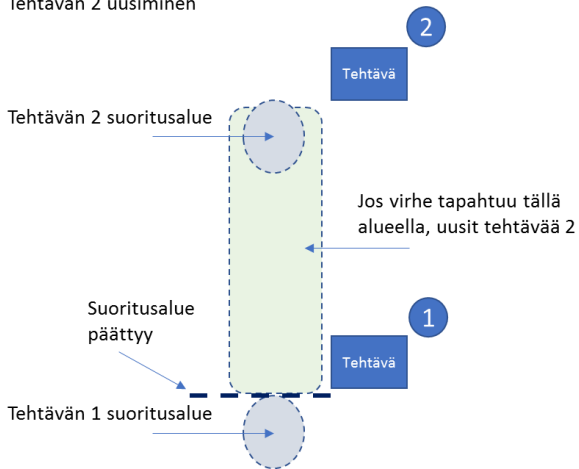 Tehtävän 2 uusiminen
2
Tehtävä
Tehtävän 2 suoritusalue
Jos virhe tapahtuu tällä
alueella, uusit tehtävää 2
Suoritusalue
päättyy
1
Tehtävä
Tehtävän 1 suoritusalue